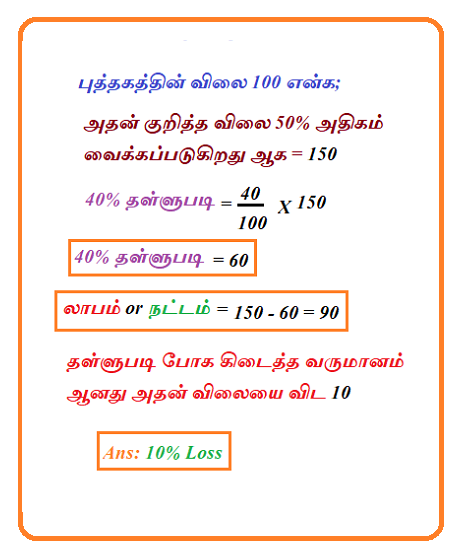 புத்தகத்தின் விலை 100 என்க;
அதன் குறித்த விலை 50% அதிகம்
வைக்கப்படுகிறது ஆக = 150
40% தள்ளுபடி = 40/100 X 150
40% தள்ளுபடி = 60
லாபம் or நட்டம் = 150 - 60 = 90
தள்ளுபடி போக கிடைத்த வருமானம்
ஆனது அதன் விலையை விட 10
Ans: 10% Loss